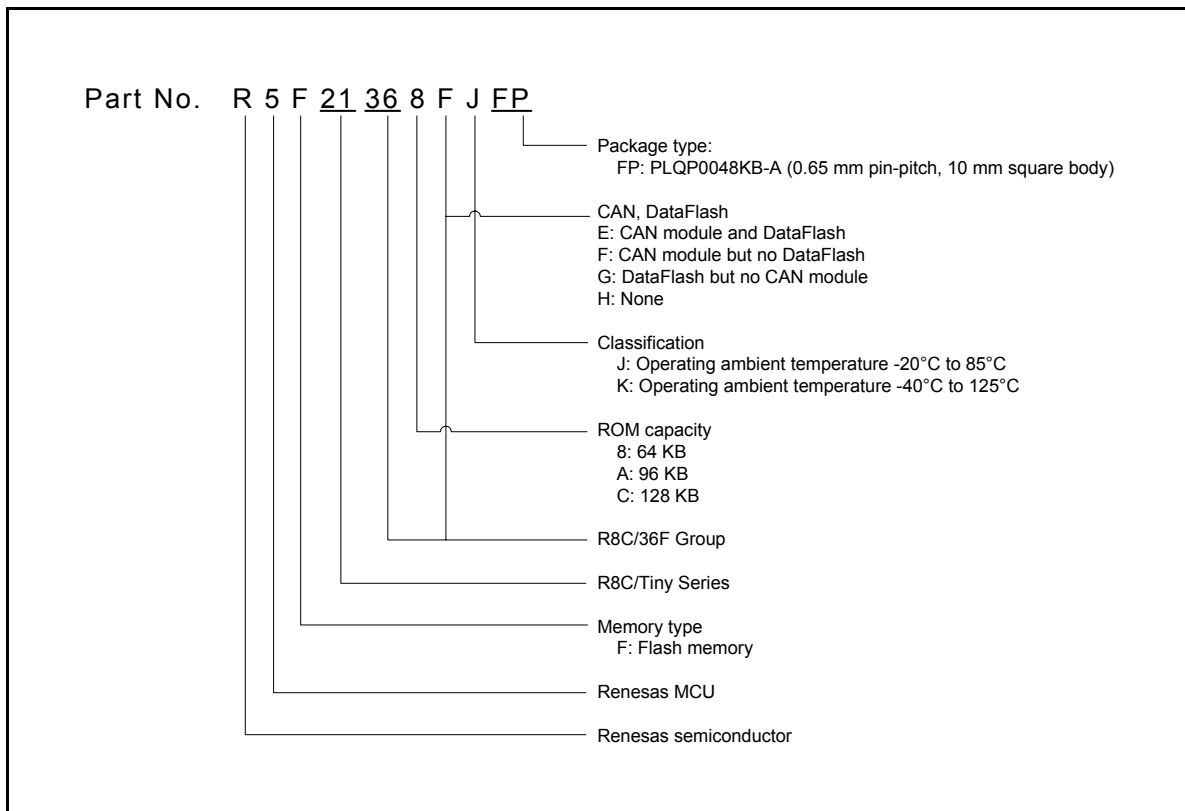 Part No. R 5 F 21 36 8 F J FP
Package type:
FP: PLQP0048KB-A (0.65 mm pin-pitch, 10 mm square body)
CAN, DataFlash
E: CAN module and DataFlash
F: CAN module but no DataFlash
G: DataFlash but no CAN module
H: None
Classification
J: Operating ambient temperature -20°C to 85°C
K: Operating ambient temperature -40°C to 125°C
ROM capacity
8: 64 KB
A: 96 KB
C: 128 KB
R8C/36F Group
R8C/Tiny Series
Memory type
F: Flash memory
Renesas MCU
Renesas semiconductor